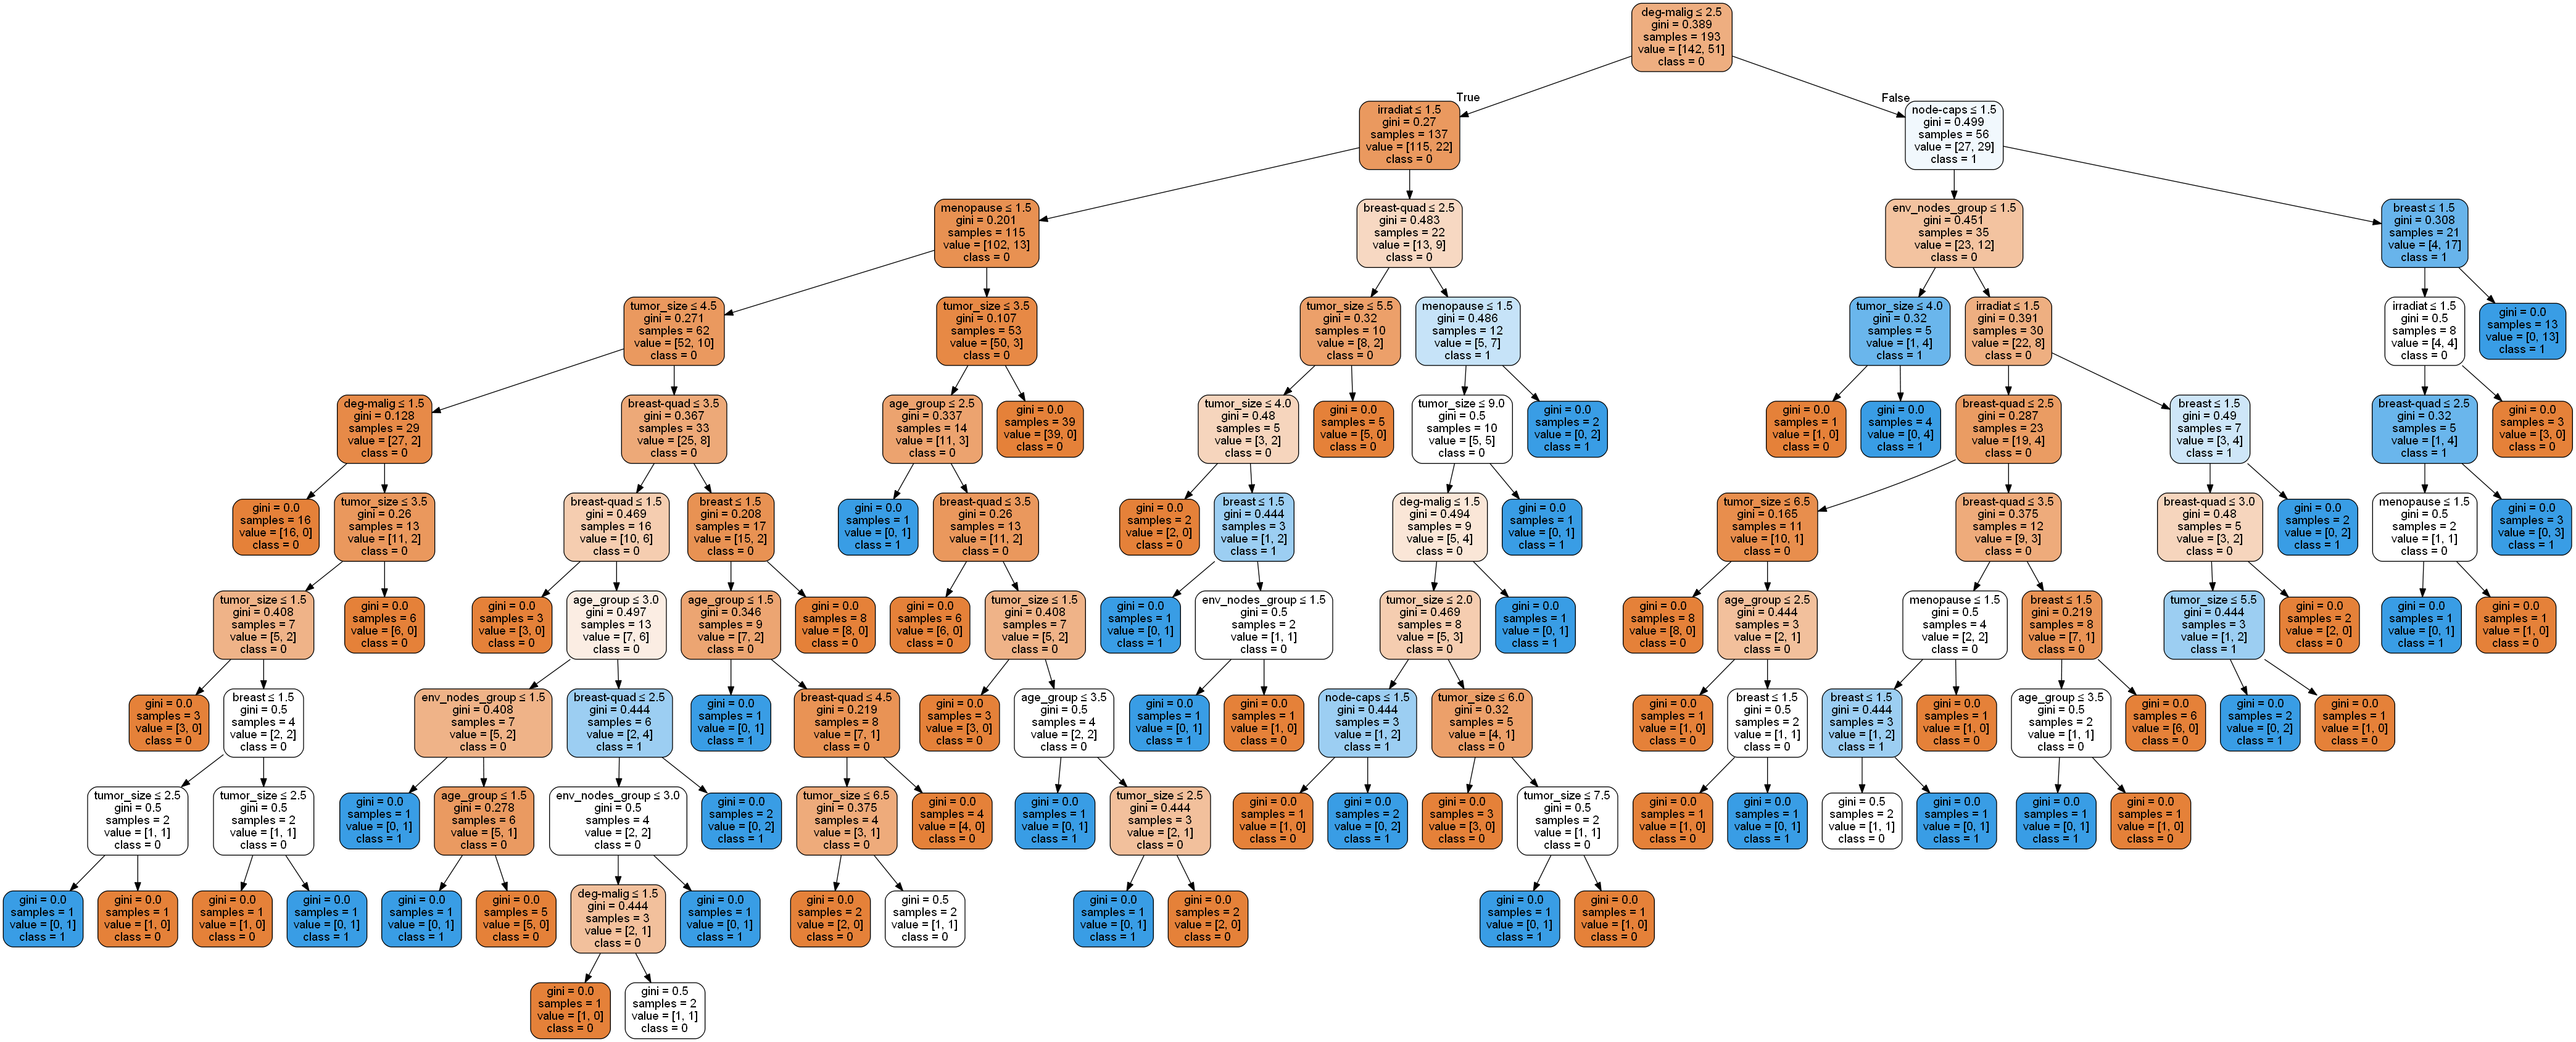 deg-malig ≤ 2.5
gini = 0.389
samples = 193
value = [142, 51]
class = 0
True
False
irradiat ≤ 1.5
gini = 0.27
samples = 137
value = [115, 22]
class = 0
node-caps ≤ 1.5
gini = 0.499
samples = 56
value = [27, 29]
class = 1
menopause ≤ 1.5
gini = 0.201
samples = 115
value = [102, 13]
class = 0
breast-quad ≤ 2.5
gini = 0.483
samples = 22
value = [13, 9]
class = 0
env_nodes_group ≤ 1.5
gini = 0.451
samples = 35
value = [23, 12]
class = 0
breast ≤ 1.5
gini = 0.308
samples = 21
value = [4, 17]
class = 1
tumor_size ≤ 4.5
gini = 0.271
samples = 62
value = [52, 10]
class = 0
tumor_size ≤ 3.5
gini = 0.107
samples = 53
value = [50, 3]
class = 0
tumor_size ≤ 5.5
gini = 0.32
samples = 10
value = [8, 2]
class = 0
menopause ≤ 1.5
gini = 0.486
samples = 12
value = [5, 7]
class = 1
tumor_size ≤ 4.0
gini = 0.32
samples = 5
value = [1, 4]
class = 1
irradiat ≤ 1.5
gini = 0.391
samples = 30
value = [22, 8]
class = 0
irradiat ≤ 1.5
gini = 0.5
samples = 8
value = [4, 4]
class = 0
gini = 0.0
samples = 13
value = [0, 13]
class = 1
deg-malig ≤ 1.5
gini = 0.128
samples = 29
value = [27, 2]
class = 0
breast-quad ≤ 3.5
gini = 0.367
samples = 33
value = [25, 8]
class = 0
age_group ≤ 2.5
gini = 0.337
samples = 14
value = [11, 3]
class = 0
gini = 0.0
samples = 39
value = [39, 0]
class = 0
tumor_size ≤ 4.0
gini = 0.48
samples = 5
value = [3, 2]
class = 0
gini = 0.0
samples = 5
value = [5, 0]
class = 0
tumor_size ≤ 9.0
gini = 0.5
samples = 10
value = [5, 5]
class = 0
gini = 0.0
samples = 2
value = [0, 2]
class = 1
gini = 0.0
samples = 1
value = [1, 0]
class = 0
gini = 0.0
samples = 4
value = [0, 4]
class = 1
breast-quad ≤ 2.5
gini = 0.287
samples = 23
value = [19, 4]
class = 0
breast ≤ 1.5
gini = 0.49
samples = 7
value = [3, 4]
class = 1
breast-quad ≤ 2.5
gini = 0.32
samples = 5
value = [1, 4]
class = 1
gini = 0.0
samples = 3
value = [3, 0]
class = 0
gini = 0.0
samples = 16
value = [16, 0]
class = 0
tumor_size ≤ 3.5
gini = 0.26
samples = 13
value = [11, 2]
class = 0
breast-quad ≤ 1.5
gini = 0.469
samples = 16
value = [10, 6]
class = 0
breast ≤ 1.5
gini = 0.208
samples = 17
value = [15, 2]
class = 0
gini = 0.0
samples = 1
value = [0, 1]
class = 1
breast-quad ≤ 3.5
gini = 0.26
samples = 13
value = [11, 2]
class = 0
gini = 0.0
samples = 2
value = [2, 0]
class = 0
breast ≤ 1.5
gini = 0.444
samples = 3
value = [1, 2]
class = 1
deg-malig ≤ 1.5
gini = 0.494
samples = 9
value = [5, 4]
class = 0
gini = 0.0
samples = 1
value = [0, 1]
class = 1
tumor_size ≤ 6.5
gini = 0.165
samples = 11
value = [10, 1]
class = 0
breast-quad ≤ 3.5
gini = 0.375
samples = 12
value = [9, 3]
class = 0
breast-quad ≤ 3.0
gini = 0.48
samples = 5
value = [3, 2]
class = 0
gini = 0.0
samples = 2
value = [0, 2]
class = 1
menopause ≤ 1.5
gini = 0.5
samples = 2
value = [1, 1]
class = 0
gini = 0.0
samples = 3
value = [0, 3]
class = 1
tumor_size ≤ 1.5
gini = 0.408
samples = 7
value = [5, 2]
class = 0
gini = 0.0
samples = 6
value = [6, 0]
class = 0
gini = 0.0
samples = 3
value = [3, 0]
class = 0
age_group ≤ 3.0
gini = 0.497
samples = 13
value = [7, 6]
class = 0
age_group ≤ 1.5
gini = 0.346
samples = 9
value = [7, 2]
class = 0
gini = 0.0
samples = 8
value = [8, 0]
class = 0
gini = 0.0
samples = 6
value = [6, 0]
class = 0
tumor_size ≤ 1.5
gini = 0.408
samples = 7
value = [5, 2]
class = 0
gini = 0.0
samples = 1
value = [0, 1]
class = 1
env_nodes_group ≤ 1.5
gini = 0.5
samples = 2
value = [1, 1]
class = 0
tumor_size ≤ 2.0
gini = 0.469
samples = 8
value = [5, 3]
class = 0
gini = 0.0
samples = 1
value = [0, 1]
class = 1
gini = 0.0
samples = 8
value = [8, 0]
class = 0
age_group ≤ 2.5
gini = 0.444
samples = 3
value = [2, 1]
class = 0
menopause ≤ 1.5
gini = 0.5
samples = 4
value = [2, 2]
class = 0
breast ≤ 1.5
gini = 0.219
samples = 8
value = [7, 1]
class = 0
tumor_size ≤ 5.5
gini = 0.444
samples = 3
value = [1, 2]
class = 1
gini = 0.0
samples = 2
value = [2, 0]
class = 0
gini = 0.0
samples = 1
value = [0, 1]
class = 1
gini = 0.0
samples = 1
value = [1, 0]
class = 0
gini = 0.0
samples = 3
value = [3, 0]
class = 0
breast ≤ 1.5
gini = 0.5
samples = 4
value = [2, 2]
class = 0
env_nodes_group ≤ 1.5
gini = 0.408
samples = 7
value = [5, 2]
class = 0
breast-quad ≤ 2.5
gini = 0.444
samples = 6
value = [2, 4]
class = 1
gini = 0.0
samples = 1
value = [0, 1]
class = 1
breast-quad ≤ 4.5
gini = 0.219
samples = 8
value = [7, 1]
class = 0
gini = 0.0
samples = 3
value = [3, 0]
class = 0
age_group ≤ 3.5
gini = 0.5
samples = 4
value = [2, 2]
class = 0
gini = 0.0
samples = 1
value = [0, 1]
class = 1
gini = 0.0
samples = 1
value = [1, 0]
class = 0
node-caps ≤ 1.5
gini = 0.444
samples = 3
value = [1, 2]
class = 1
tumor_size ≤ 6.0
gini = 0.32
samples = 5
value = [4, 1]
class = 0
gini = 0.0
samples = 1
value = [1, 0]
class = 0
breast ≤ 1.5
gini = 0.5
samples = 2
value = [1, 1]
class = 0
breast ≤ 1.5
gini = 0.444
samples = 3
value = [1, 2]
class = 1
gini = 0.0
samples = 1
value = [1, 0]
class = 0
age_group ≤ 3.5
gini = 0.5
samples = 2
value = [1, 1]
class = 0
gini = 0.0
samples = 6
value = [6, 0]
class = 0
gini = 0.0
samples = 2
value = [0, 2]
class = 1
gini = 0.0
samples = 1
value = [1, 0]
class = 0
tumor_size ≤ 2.5
gini = 0.5
samples = 2
value = [1, 1]
class = 0
tumor_size ≤ 2.5
gini = 0.5
samples = 2
value = [1, 1]
class = 0
gini = 0.0
samples = 1
value = [0, 1]
class = 1
age_group ≤ 1.5
gini = 0.278
samples = 6
value = [5, 1]
class = 0
env_nodes_group ≤ 3.0
gini = 0.5
samples = 4
value = [2, 2]
class = 0
gini = 0.0
samples = 2
value = [0, 2]
class = 1
tumor_size ≤ 6.5
gini = 0.375
samples = 4
value = [3, 1]
class = 0
gini = 0.0
samples = 4
value = [4, 0]
class = 0
gini = 0.0
samples = 1
value = [0, 1]
class = 1
tumor_size ≤ 2.5
gini = 0.444
samples = 3
value = [2, 1]
class = 0
gini = 0.0
samples = 1
value = [1, 0]
class = 0
gini = 0.0
samples = 2
value = [0, 2]
class = 1
gini = 0.0
samples = 3
value = [3, 0]
class = 0
tumor_size ≤ 7.5
gini = 0.5
samples = 2
value = [1, 1]
class = 0
gini = 0.0
samples = 1
value = [1, 0]
class = 0
gini = 0.0
samples = 1
value = [0, 1]
class = 1
gini = 0.5
samples = 2
value = [1, 1]
class = 0
gini = 0.0
samples = 1
value = [0, 1]
class = 1
gini = 0.0
samples = 1
value = [0, 1]
class = 1
gini = 0.0
samples = 1
value = [1, 0]
class = 0
gini = 0.0
samples = 1
value = [0, 1]
class = 1
gini = 0.0
samples = 1
value = [1, 0]
class = 0
gini = 0.0
samples = 1
value = [1, 0]
class = 0
gini = 0.0
samples = 1
value = [0, 1]
class = 1
gini = 0.0
samples = 1
value = [0, 1]
class = 1
gini = 0.0
samples = 5
value = [5, 0]
class = 0
deg-malig ≤ 1.5
gini = 0.444
samples = 3
value = [2, 1]
class = 0
gini = 0.0
samples = 1
value = [0, 1]
class = 1
gini = 0.0
samples = 2
value = [2, 0]
class = 0
gini = 0.5
samples = 2
value = [1, 1]
class = 0
gini = 0.0
samples = 1
value = [0, 1]
class = 1
gini = 0.0
samples = 2
value = [2, 0]
class = 0
gini = 0.0
samples = 1
value = [0, 1]
class = 1
gini = 0.0
samples = 1
value = [1, 0]
class = 0
gini = 0.0
samples = 1
value = [1, 0]
class = 0
gini = 0.5
samples = 2
value = [1, 1]
class = 0